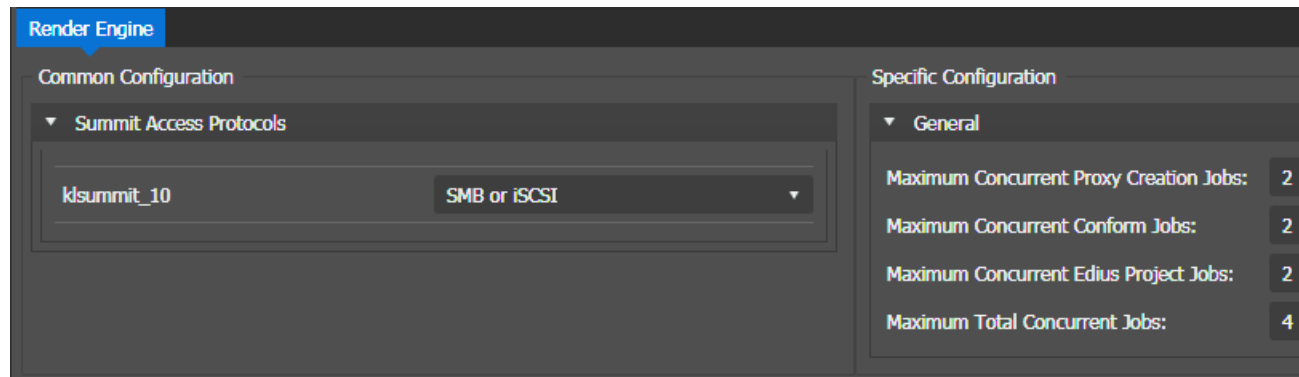 Render Engine
Common Configuration
Summit Access Protocols
klsummit_10
SMB or iSCSI
Specific Configuration
General
Maximum Concurrent Proxy Creation Jobs: 2
Maximum Concurrent Conform Jobs: 2
Maximum Concurrent Edius Project Jobs: 2
Maximum Total Concurrent Jobs: 4